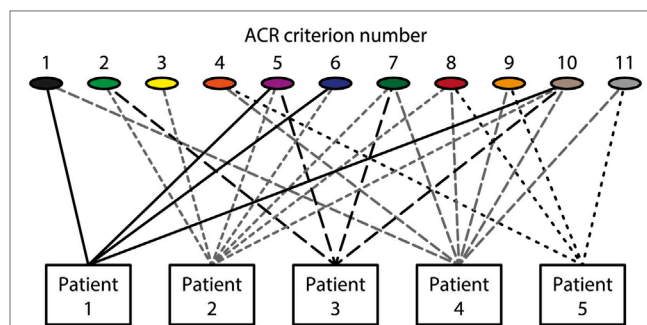 ACR criterion number
1 2 3 4 5 6 7 8 9 10 11
Patient Patient Patient Patient Patient
1 2 3 4 5